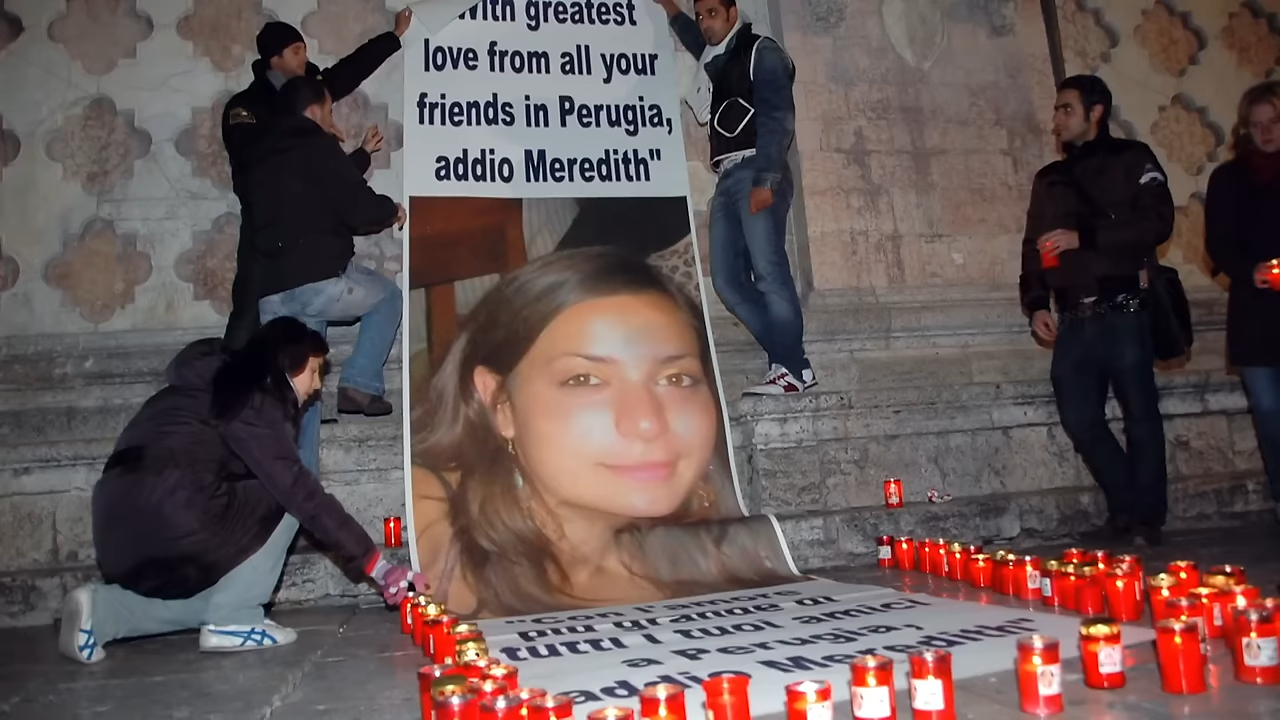 with greatest
love from all your
friends in Perugia,
addio Meredith"
"Con l'amore
più grande di
tutti i tuoi amici
a Perugia,
addio Meredith"